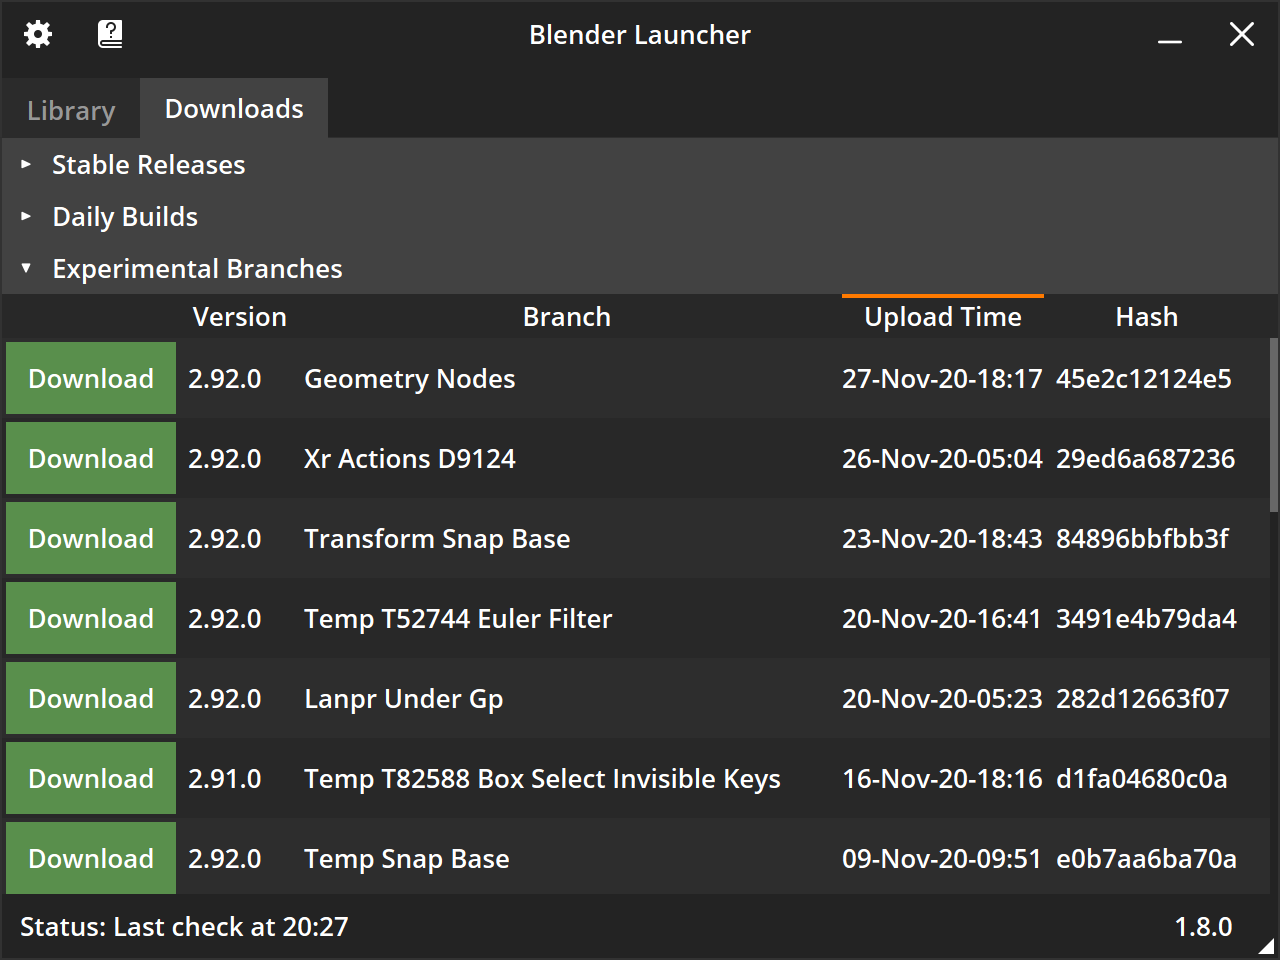 Blender Launcher
Library Downloads
Stable Releases
Daily Builds
Experimental Branches
Version Branch Upload Time Hash
Download 2.92.0 Geometry Nodes 27-Nov-20-18:17 45e2c12124e5
Download 2.92.0 Xr Actions D9124 26-Nov-20-05:04 29ed6a687236
Download 2.92.0 Transform Snap Base 23-Nov-20-18:43 84896bbfbb3f
Download 2.92.0 Temp T52744 Euler Filter 20-Nov-20-16:41 3491e4b79da4
Download 2.92.0 Lanpr Under Gp 20-Nov-20-05:23 282d12663f07
Download 2.91.0 Temp T82588 Box Select Invisible Keys 16-Nov-20-18:16 d1fa04680c0a
Download 2.92.0 Temp Snap Base 09-Nov-20-09:51 e0b7aa6ba70a
Status: Last check at 20:27 1.8.0